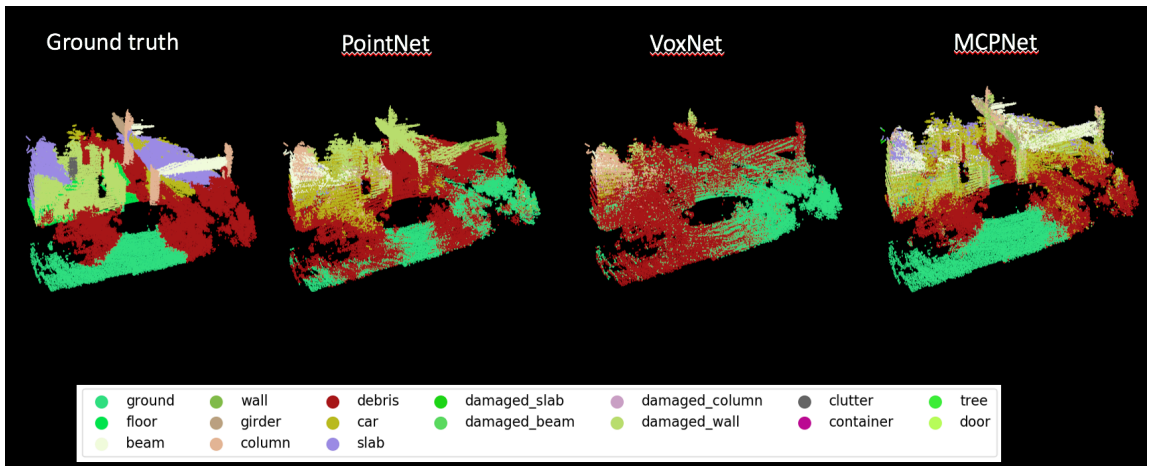 Ground truth PointNet VoxNet MCPNet
ground wall debris damaged_slab damaged_column clutter tree
floor girder car damaged_beam damaged_wall container door
beam column slab